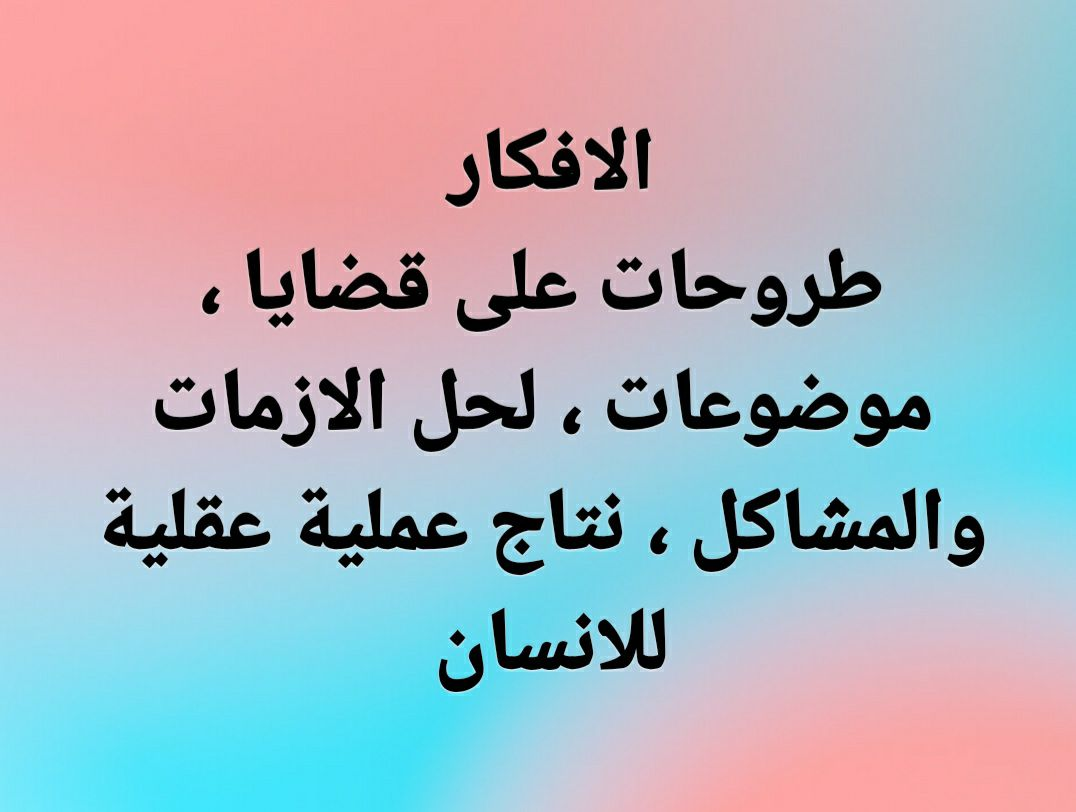 الافكار
طروحات على قضايا ،
موضوعات ، لحل الازمات
والمشاكل ، نتاج عملية عقلية
للانسان